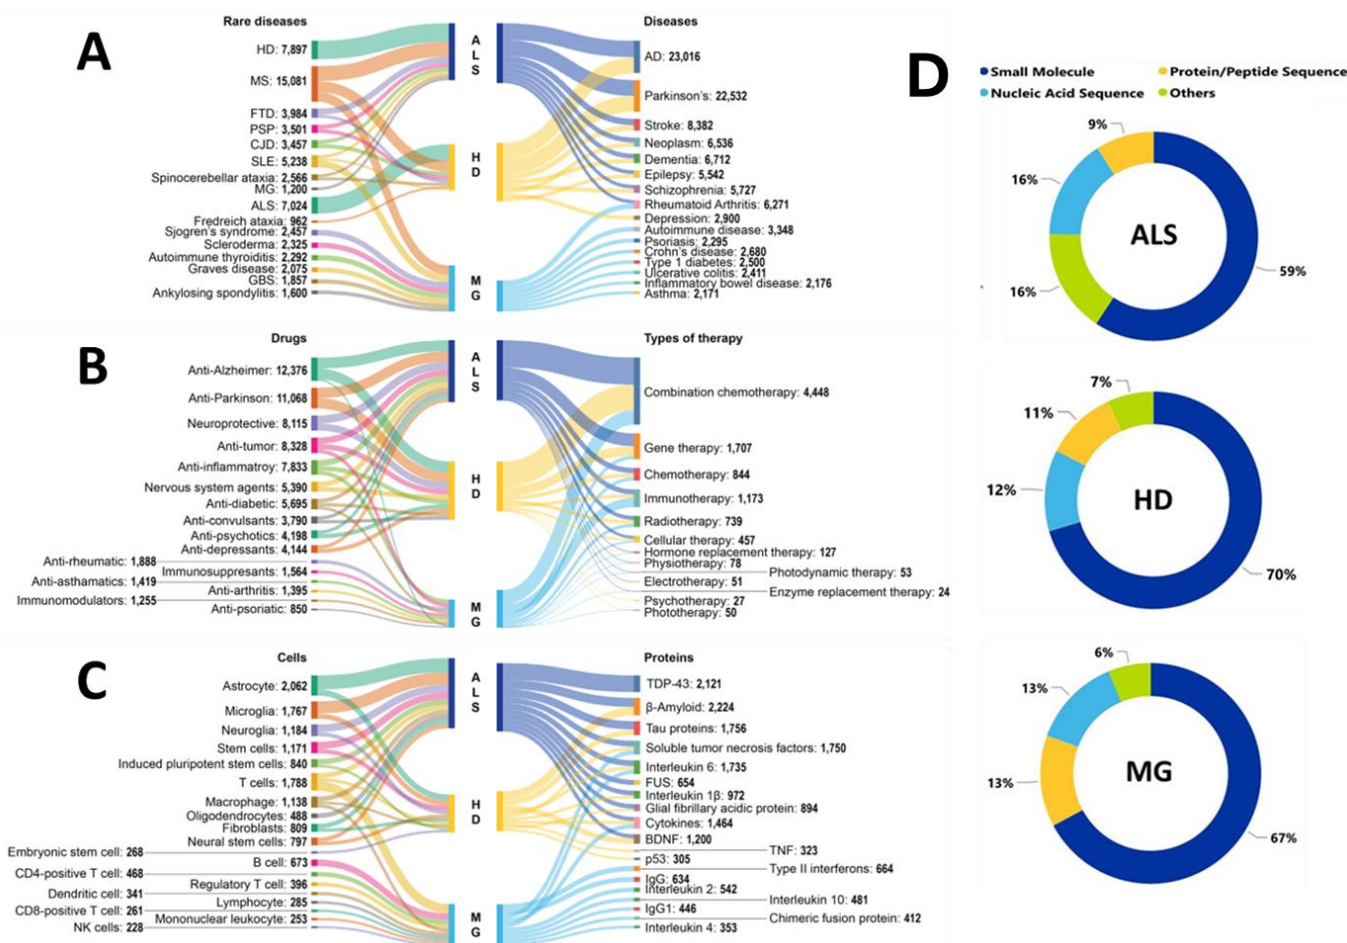 A
Rare diseases
HD: 7,897
MS: 15,081
FTD: 3,984
PSP: 3,501
CJD: 3,457
SLE: 5,238
Spinocerebellar ataxia: 2,566
MG: 1,200
ALS: 7,024
Fredreich ataxia: 962
Sjogren's syndrome: 2,457
Scleroderma: 2,325
Autoimmune thyroiditis: 2,292
Graves disease: 2,075
GBS: 1,857
Ankylosing spondylitis: 1,600
ALS
HD
MG
Diseases
AD: 23,016
Parkinson's: 22,532
Stroke: 8,382
Neoplasm: 6,536
Dementia: 6,712
Epilepsy: 5,542
Schizophrenia: 5,727
Rheumatoid Arthritis: 6,271
Depression: 2,900
Autoimmune disease: 3,348
Psoriasis: 2,295
Crohn's disease: 2,680
Type 1 diabetes: 2,500
Ulcerative colitis: 2,411
Inflammatory bowel disease: 2,176
Asthma: 2,171
B
Drugs
Anti-Alzheimer: 12,376
Anti-Parkinson: 11,068
Neuroprotective: 8,115
Anti-tumor: 8,328
Anti-inflammatroy: 7,833
Nervous system agents: 5,390
Anti-diabetic: 5,695
Anti-convulsants: 3,790
Anti-psychotics: 4,198
Anti-depressants: 4,144
Anti-rheumatic: 1,888
Immunosuppresants: 1,564
Anti-asthamatics: 1,419
Anti-arthritis: 1,395
Immunomodulators: 1,255
Anti-psoriatic: 850
ALS
HD
MG
Types of therapy
Combination chemotherapy: 4,448
Gene therapy: 1,707
Chemotherapy: 844
Immunotherapy: 1,173
Radiotherapy: 739
Cellular therapy: 457
Hormone replacement therapy: 127
Physiotherapy: 78
Photodynamic therapy: 53
Electrotherapy: 51
Enzyme replacement therapy: 24
Psychotherapy: 27
Phototherapy: 50
C
Cells
Astrocyte: 2,062
Microglia: 1,767
Neuroglia: 1,184
Stem cells: 1,171
Induced pluripotent stem cells: 840
T cells: 1,788
Macrophage: 1,138
Oligodendrocytes: 488
Fibroblasts: 809
Neural stem cells: 797
Embryonic stem cell: 268
B cell: 673
CD4-positive T cell: 468
Regulatory T cell: 396
Dendritic cell: 341
Lymphocyte: 285
CD8-positive T cell: 261
Mononuclear leukocyte: 253
NK cells: 228
ALS
HD
MG
Proteins
TDP-43: 2,121
β-Amyloid: 2,224
Tau proteins: 1,756
Soluble tumor necrosis factors: 1,750
Interleukin 6: 1,735
FUS: 654
Interleukin 1β: 972
Glial fibrillary acidic protein: 894
Cytokines: 1,464
BDNF: 1,200
TNF: 323
p53: 305
Type II interferons: 664
IgG: 634
Interleukin 2: 542
Interleukin 10: 481
IgG1: 446
Chimeric fusion protein: 412
Interleukin 4: 353
D
Small Molecule
Protein/Peptide Sequence
Nucleic Acid Sequence
Others
9%
16%
ALS
59%
16%
7%
11%
12%
HD
70%
6%
13%
MG
13%
67%